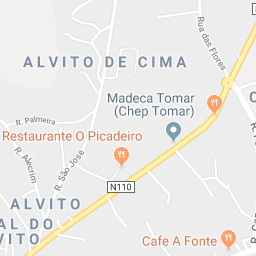 Rua das Flores
ALVITO DE CIMA
Madeca Tomar
(Chep Tomar)
R. Palmeira
Restaurante O Picadeiro
R. São José
R. Alecrim
N110
ALVITO
AL DO
VITO
Cafe A Fonte